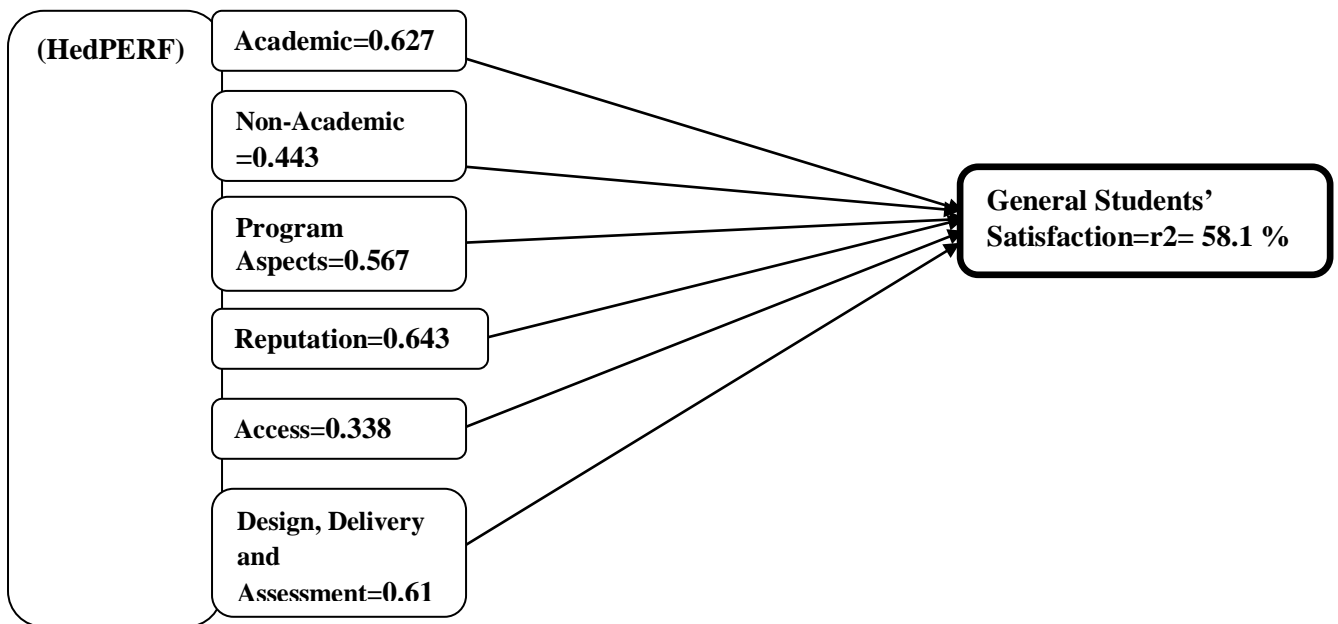 (HedPERF)
Academic=0.627
Non-Academic
=0.443
Program
Aspects=0.567
Reputation=0.643
Access=0.338
Design, Delivery
and
Assessment=0.61
General Students’
Satisfaction=r2= 58.1 %